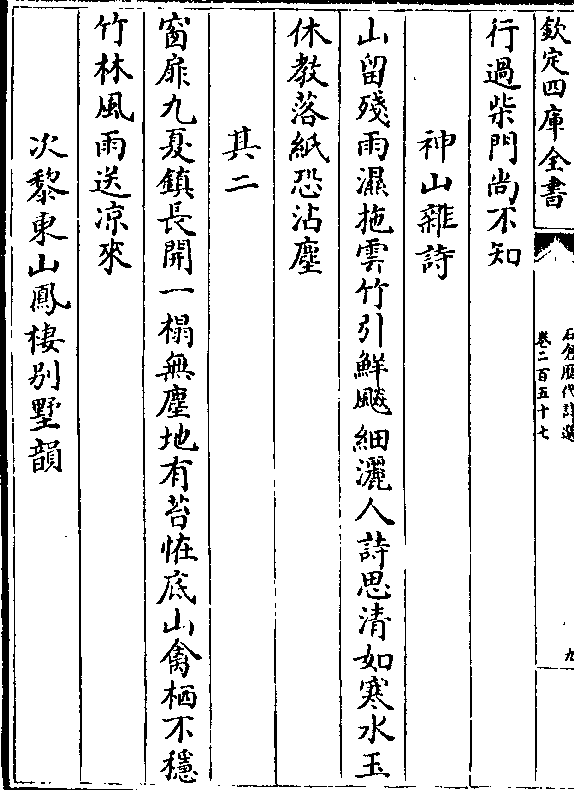 欽定四庫全書
石倉歴代詩選
卷二百五十七
九
行過柴門尚不知
神山雜詩
山留殘雨濕拖雲竹引鮮飇細灑人詩思清如寒水玉
休教落紙恐沾塵
其二
窗扉九夏鎮長開一榻無塵地有苔恠底山禽栖不穩
竹林風雨送凉來
次黎東山鳳棲别墅韻